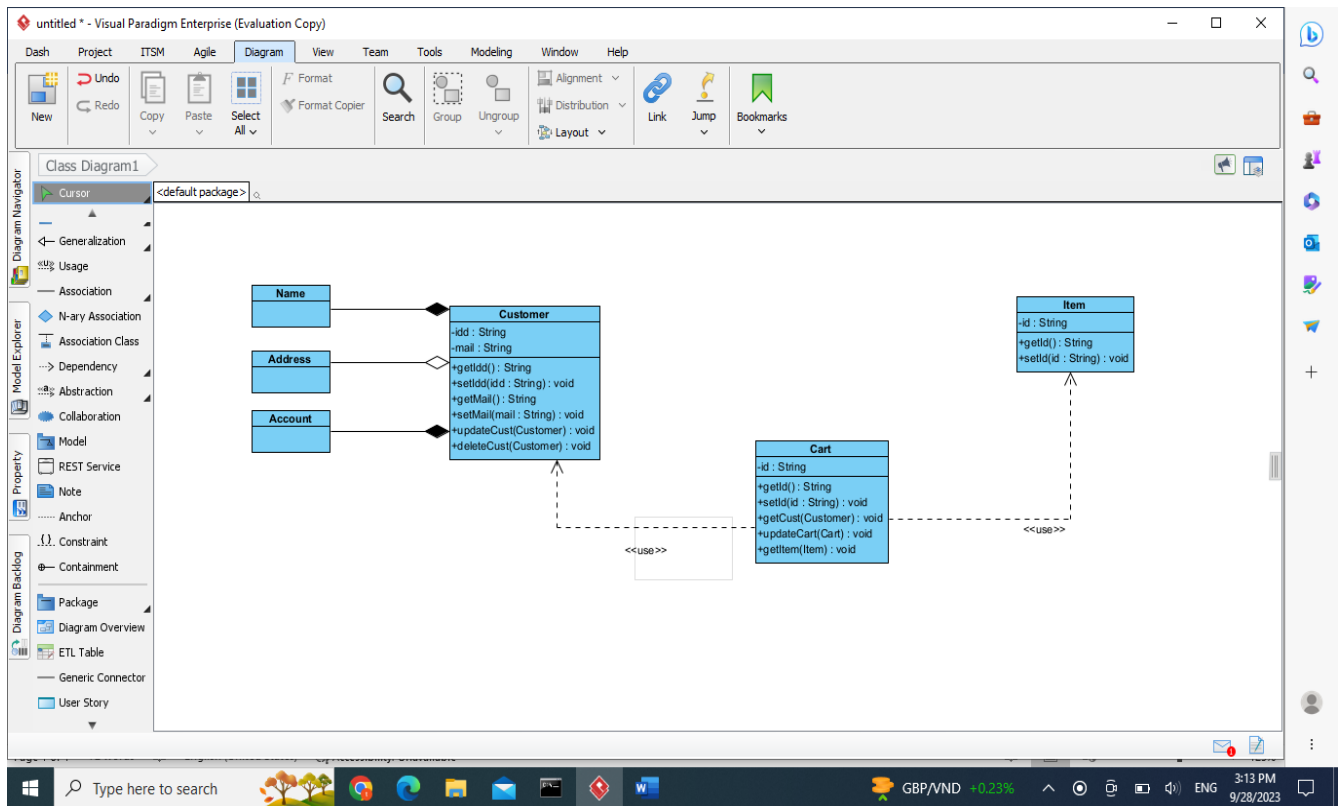 untitled * - Visual Paradigm Enterprise (Evaluation Copy)
Dash Project ITSM Agile Diagram View Team Tools Modeling Window Help
New
Undo
Redo
Copy
Paste
Select
All
Format
Format Copier
Search
Group
Ungroup
Alignment
Distribution
Layout
Link
Jump
Bookmarks
Class Diagram1
Diagram Navigator
Model Explorer
Property
Diagram Backlog
Cursor
Generalization
Usage
Association
N-ary Association
Association Class
Dependency
Abstraction
Collaboration
Model
REST Service
Note
Anchor
Constraint
Containment
Package
Diagram Overview
ETL Table
Generic Connector
User Story
<default package>
Name
Address
Account
Customer
-idd : String
-mail : String
+getIdd() : String
+setIdd(idd : String) : void
+getMail() : String
+setMail(mail : String) : void
+updateCust(Customer) : void
+deleteCust(Customer) : void
<<use>>
Cart
-id : String
+getId() : String
+setId(id : String) : void
+getCust(Customer) : void
+updateCart(Cart) : void
+getItem(Item) : void
<<use>>
Item
-id : String
+getId() : String
+setId(id : String) : void
Type here to search
GBP/VND +0.23%
ENG
3:13 PM
9/28/2023